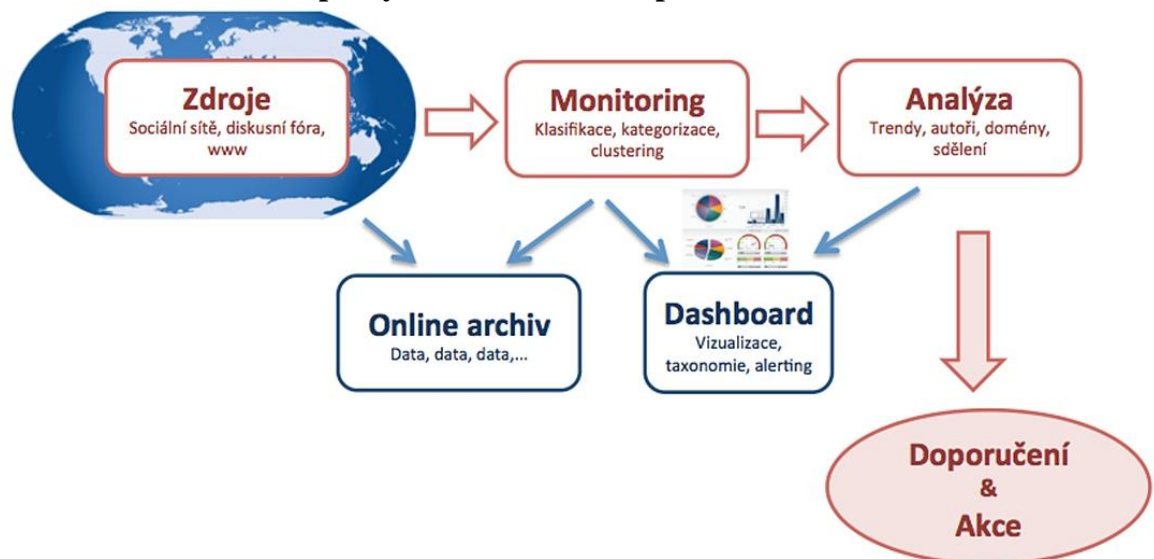 Zdroje
Sociální sítě, diskusní fóra,
www
Monitoring
Klasifikace, kategorizace,
clustering
Analýza
Trendy, autoři, domény,
sdělení
Online archiv
Data, data, data,...
Dashboard
Vizualizace,
taxonomie, alerting
Doporučení
&
Akce